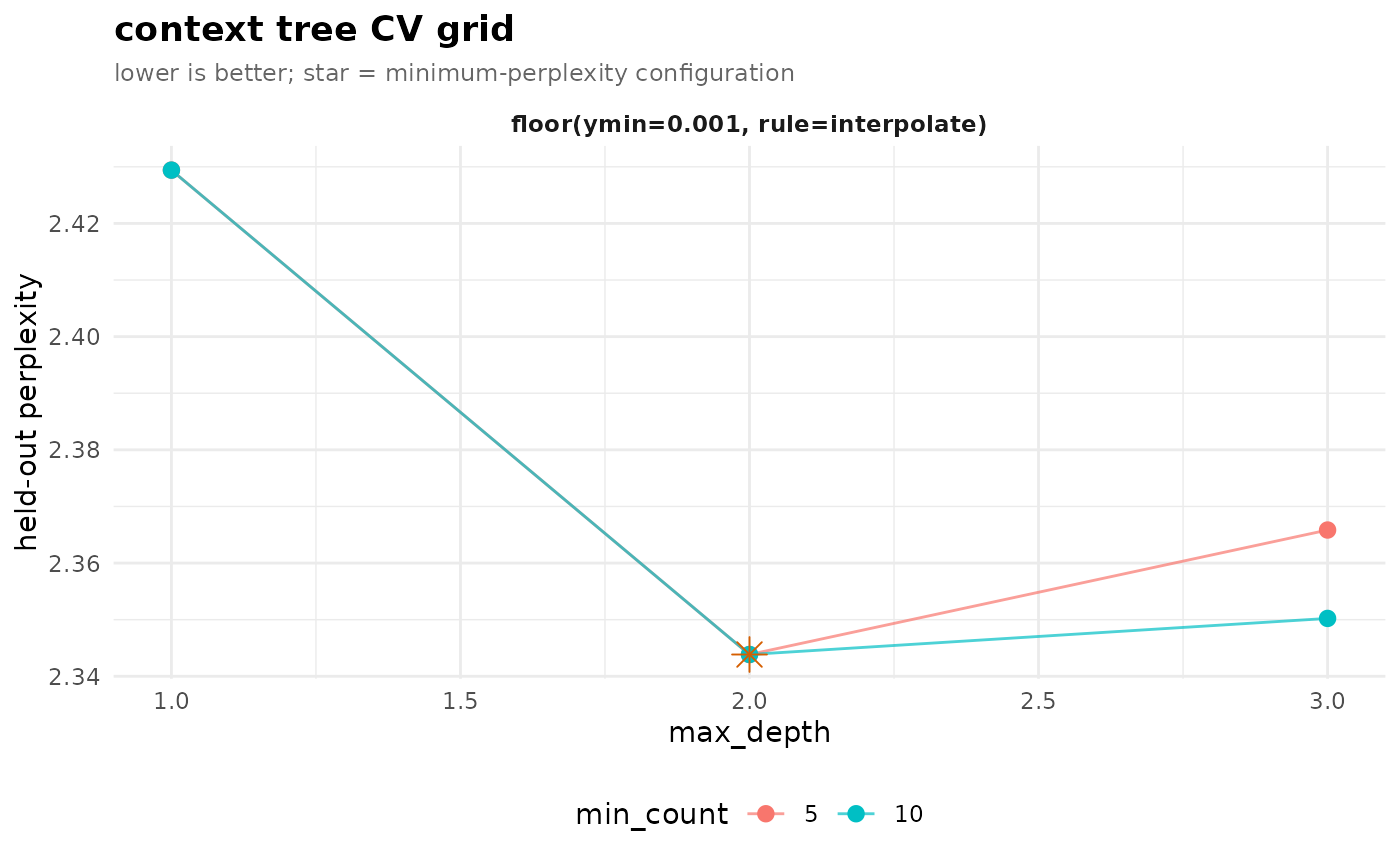 context tree CV grid
lower is better; star = minimum-perplexity configuration
floor(ymin=0.001, rule=interpolate)
held-out perplexity
2.42
2.40
2.38
2.36
2.34
1.0 1.5 2.0 2.5 3.0
max_depth
min_count 5 10